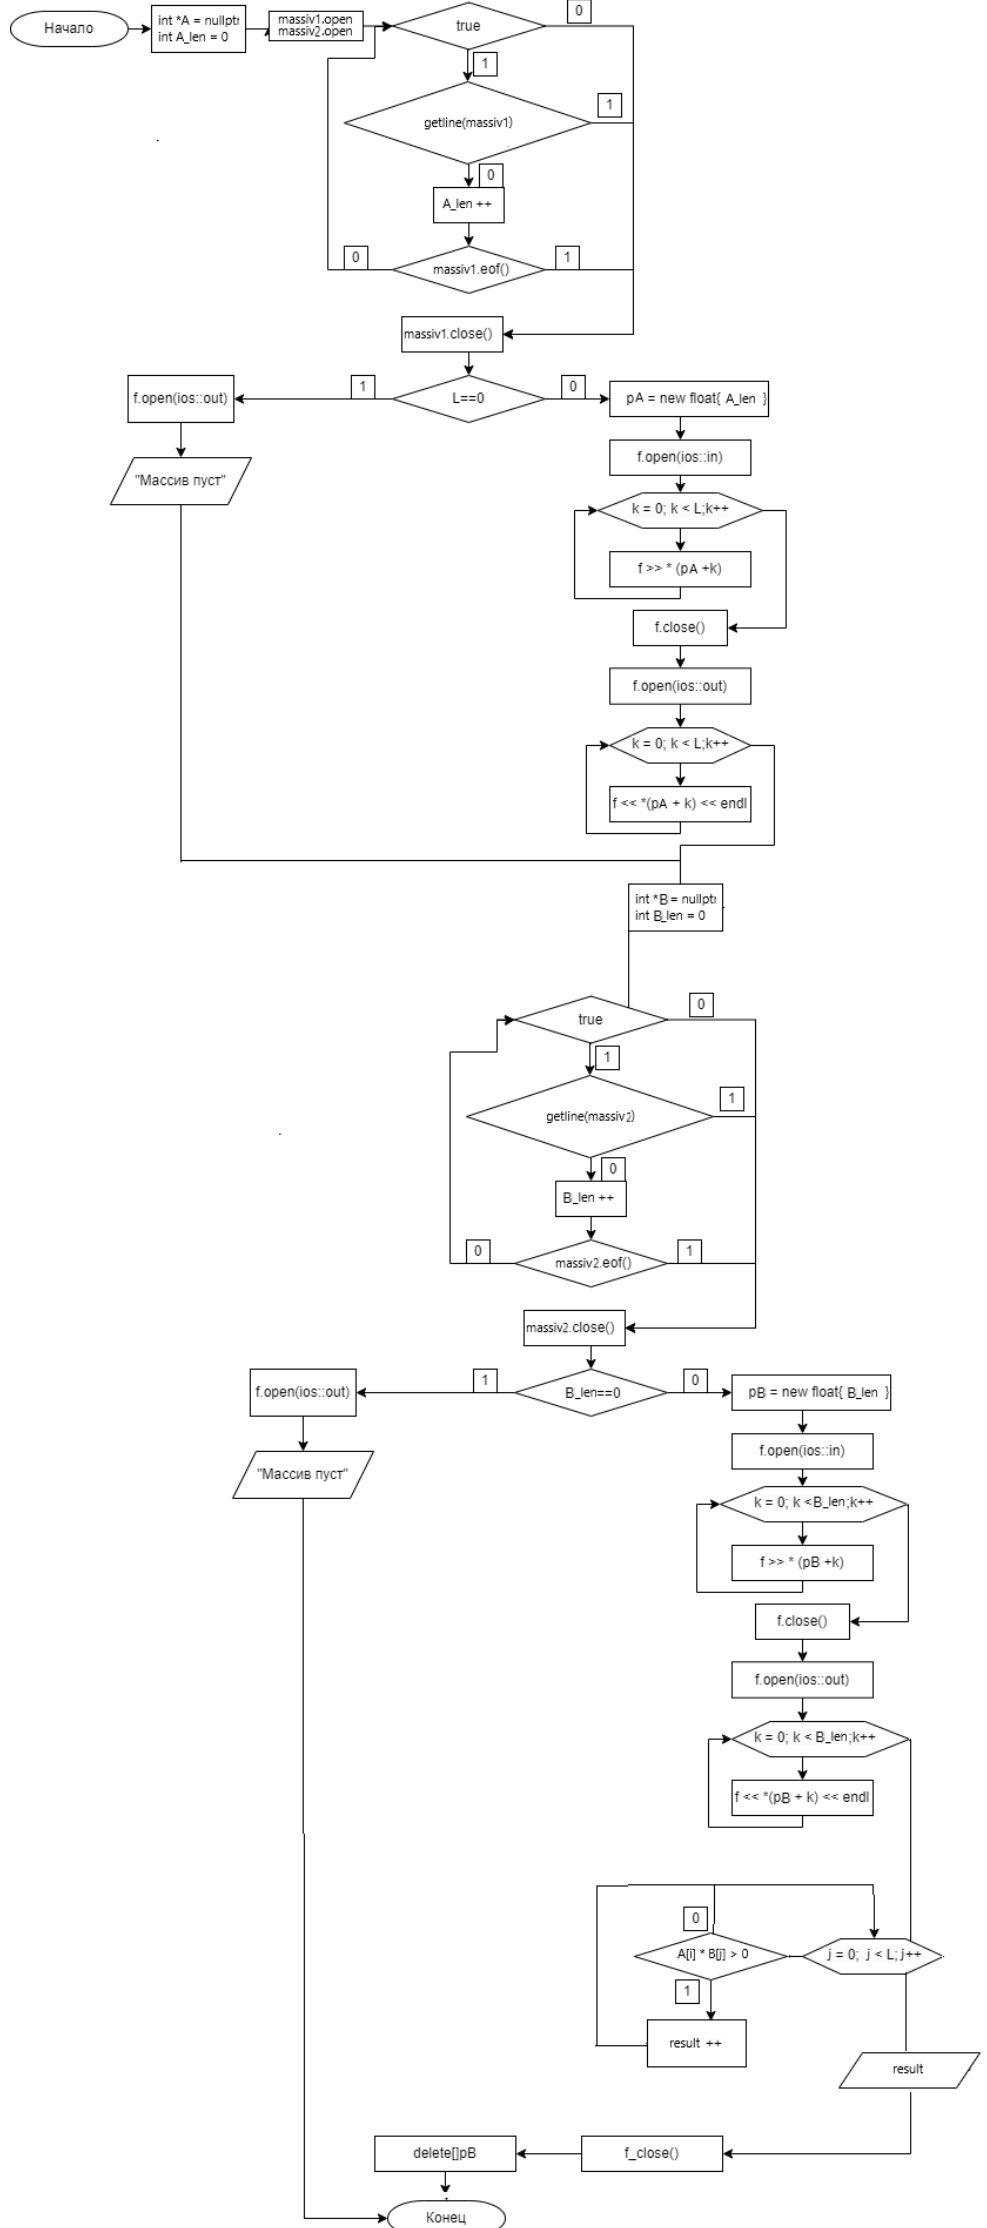 Начало
int *A = nullptr
int A_len = 0
massiv1.open
massiv2.open
true
0
1
getline(massiv1)
1
0
A_len ++
massiv1.eof()
0
1
massiv1.close()
L==0
1
0
f.open(ios::out)
"Массив пуст"
pA = new float{ A_len }
f.open(ios::in)
k = 0; k < L;k++
f >> * (pA +k)
f.close()
f.open(ios::out)
k = 0; k < L;k++
f << *(pA + k) << endl
int *B = nullptr
int B_len = 0
true
0
1
getline(massiv2)
1
0
B_len ++
massiv2.eof()
0
1
massiv2.close()
B_len==0
1
0
f.open(ios::out)
"Массив пуст"
pB = new float{ B_len }
f.open(ios::in)
k = 0; k <B_len;k++
f >> * (pB +k)
f.close()
f.open(ios::out)
k = 0; k < B_len;k++
f << *(pB + k) << endl
0
A[i] * B[j] > 0
j = 0; j < L; j++
1
result ++
result
f_close()
delete[]pB
Конец